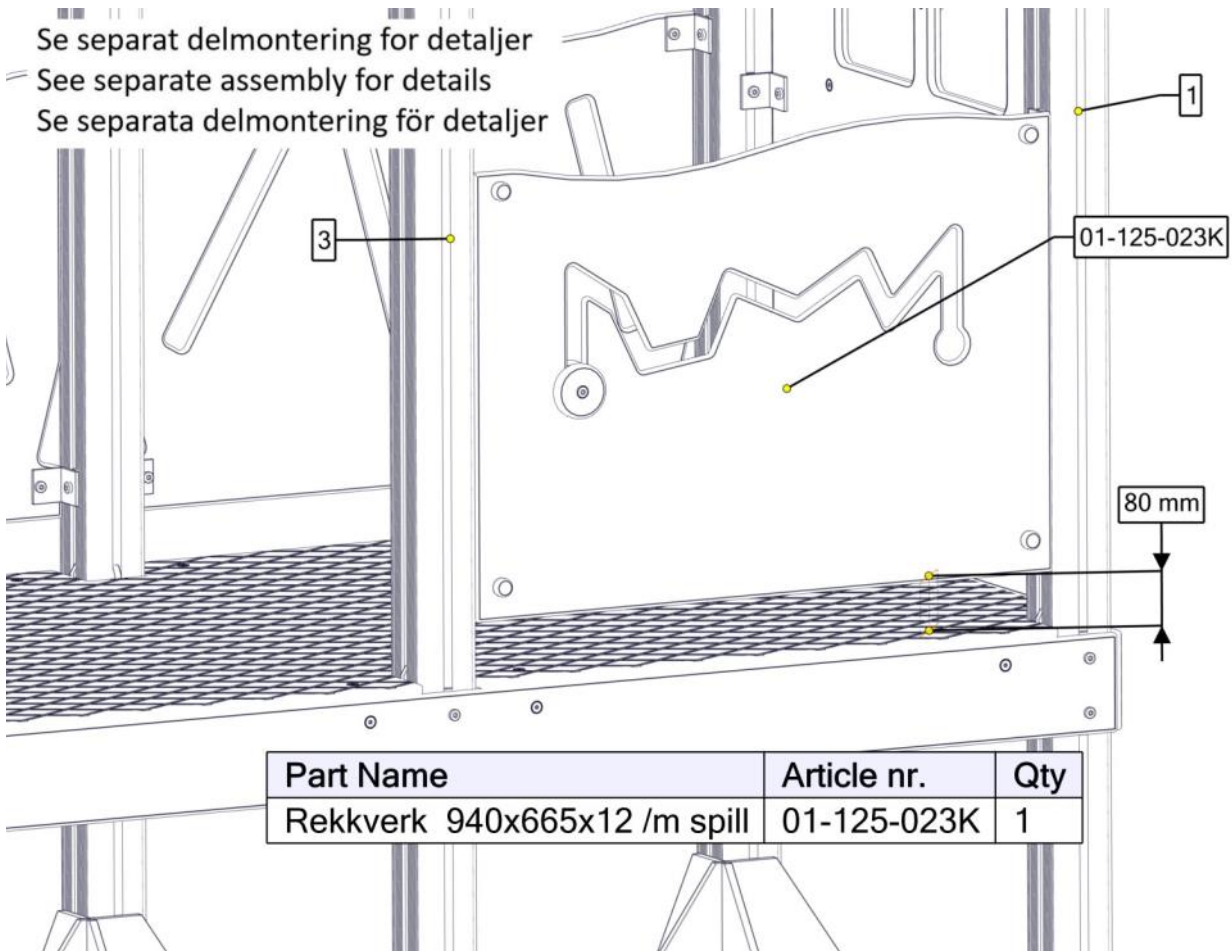 Se separat delmontering for detaljer
See separate assembly for details
Se separata delmontering för detaljer
1
3
01-125-023K
80 mm
Part Name Article nr. Qty
Rekkverk 940x665x12 /m spill 01-125-023K 1